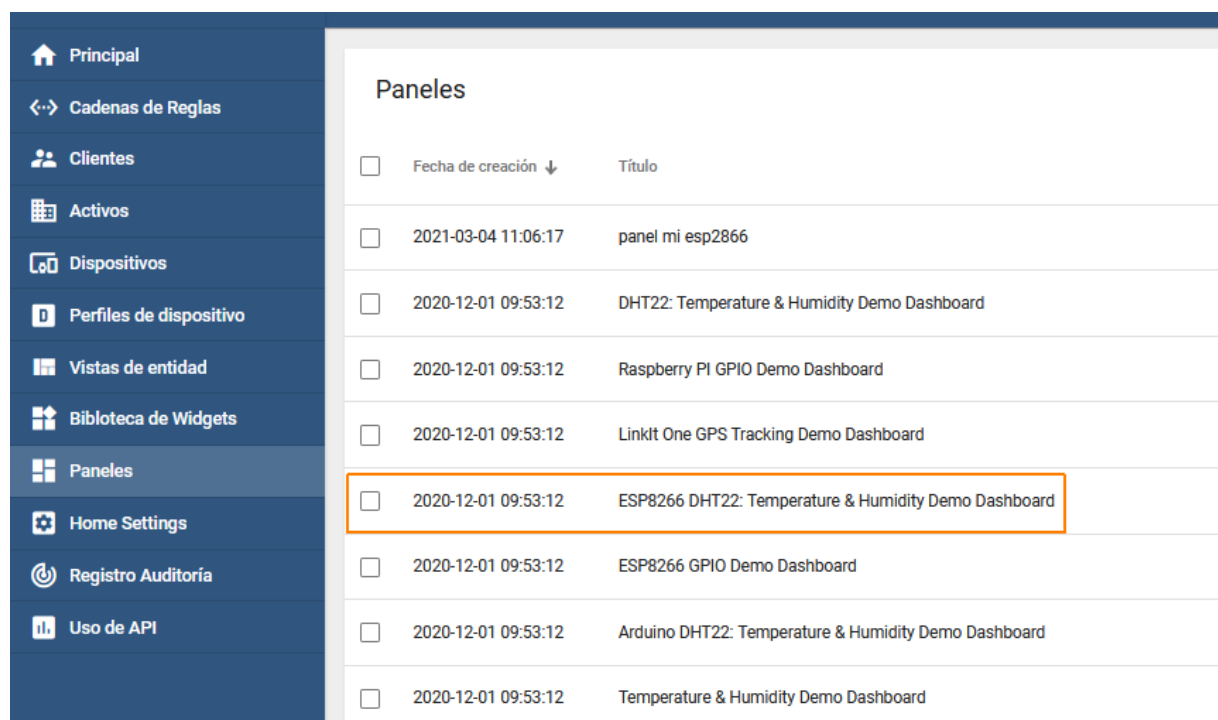 Principal
Cadenas de Reglas
Clientes
Activos
Dispositivos
Perfiles de dispositivo
Vistas de entidad
Bibloteca de Widgets
Paneles
Home Settings
Registro Auditoría
Uso de API
Paneles
Fecha de creación Título
2021-03-04 11:06:17 panel mi esp2866
2020-12-01 09:53:12 DHT22: Temperature & Humidity Demo Dashboard
2020-12-01 09:53:12 Raspberry PI GPIO Demo Dashboard
2020-12-01 09:53:12 LinkIt One GPS Tracking Demo Dashboard
2020-12-01 09:53:12 ESP8266 DHT22: Temperature & Humidity Demo Dashboard
2020-12-01 09:53:12 ESP8266 GPIO Demo Dashboard
2020-12-01 09:53:12 Arduino DHT22: Temperature & Humidity Demo Dashboard
2020-12-01 09:53:12 Temperature & Humidity Demo Dashboard